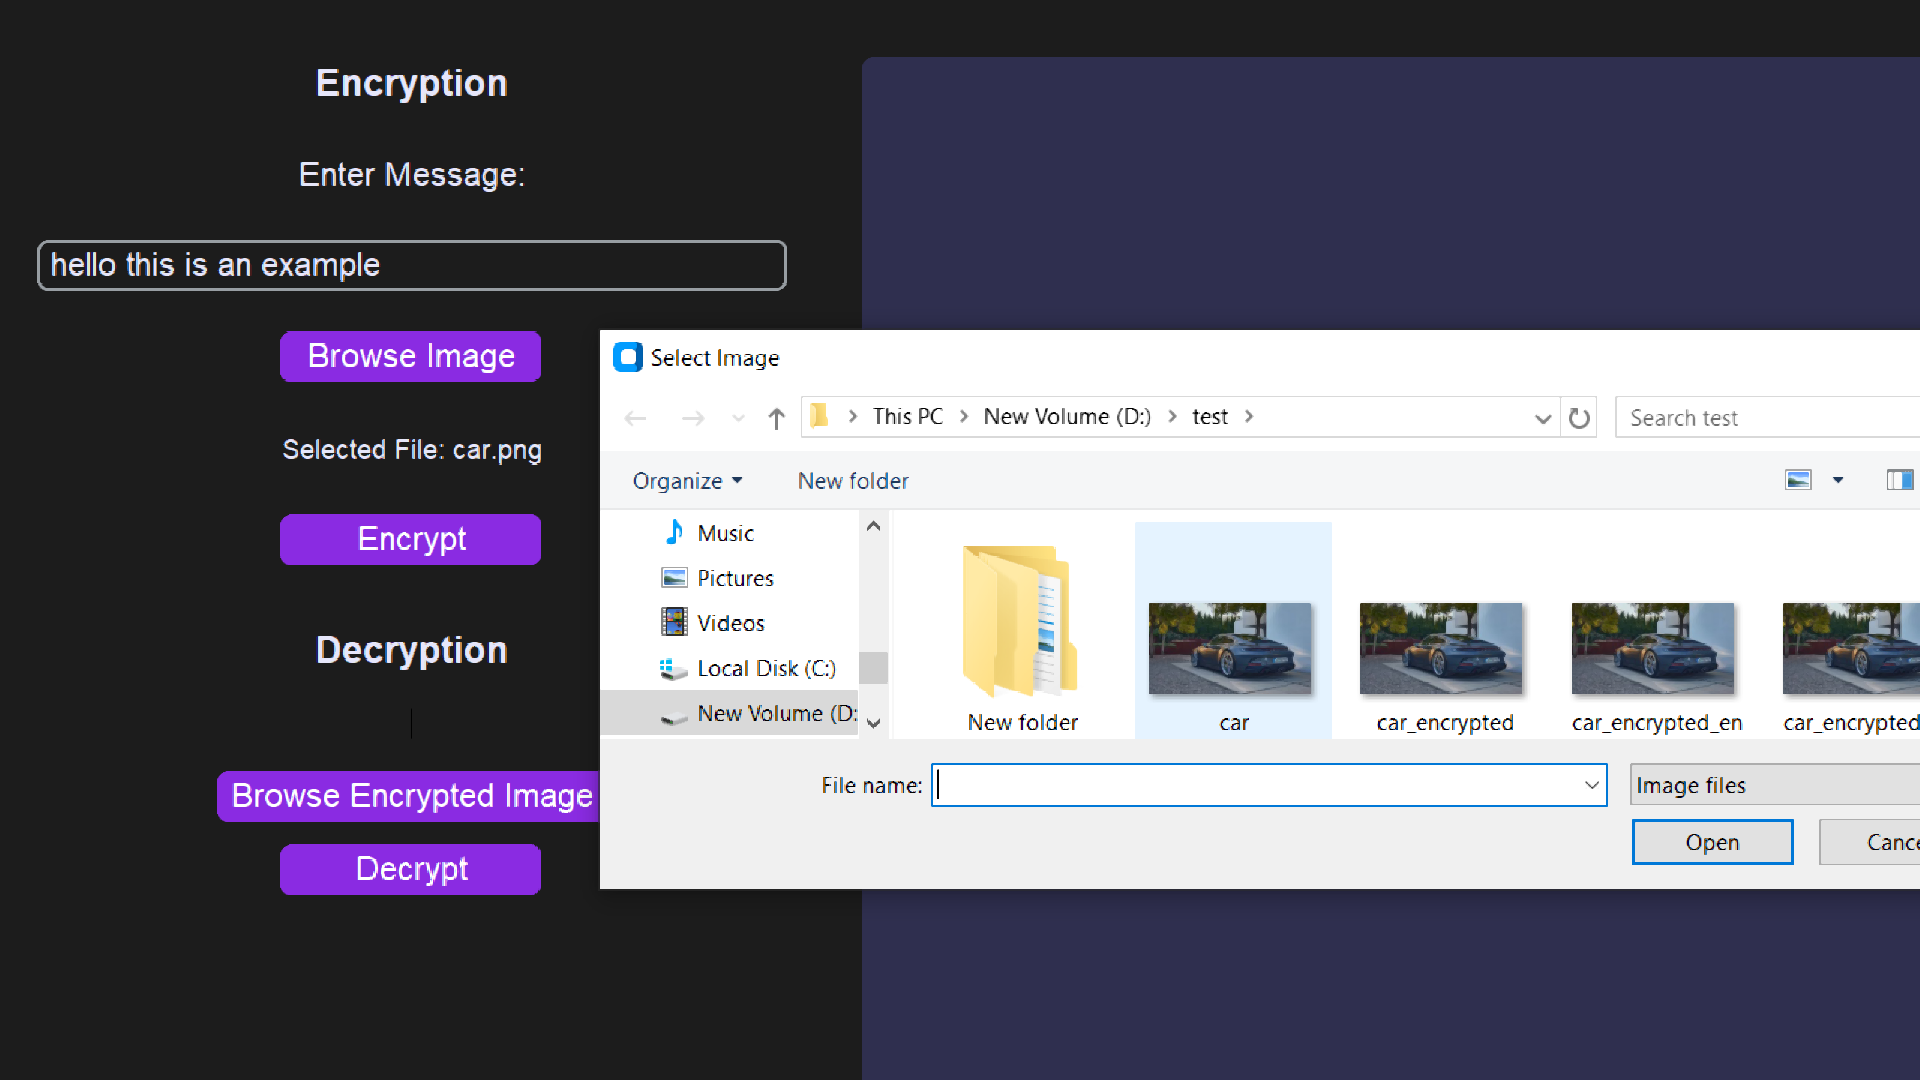 Encryption
Enter Message:
hello this is an example
Browse Image
Selected File: car.png
Encrypt
Decryption
Browse Encrypted Image
Decrypt
Select Image
This PC > New Volume (D:) > test >
Search test
Organize
New folder
Music
Pictures
Videos
Local Disk (C:)
New Volume (D:
New folder
car
car_encrypted
car_encrypted_en
car_encrypted
File name:
Image files
Open
Cance